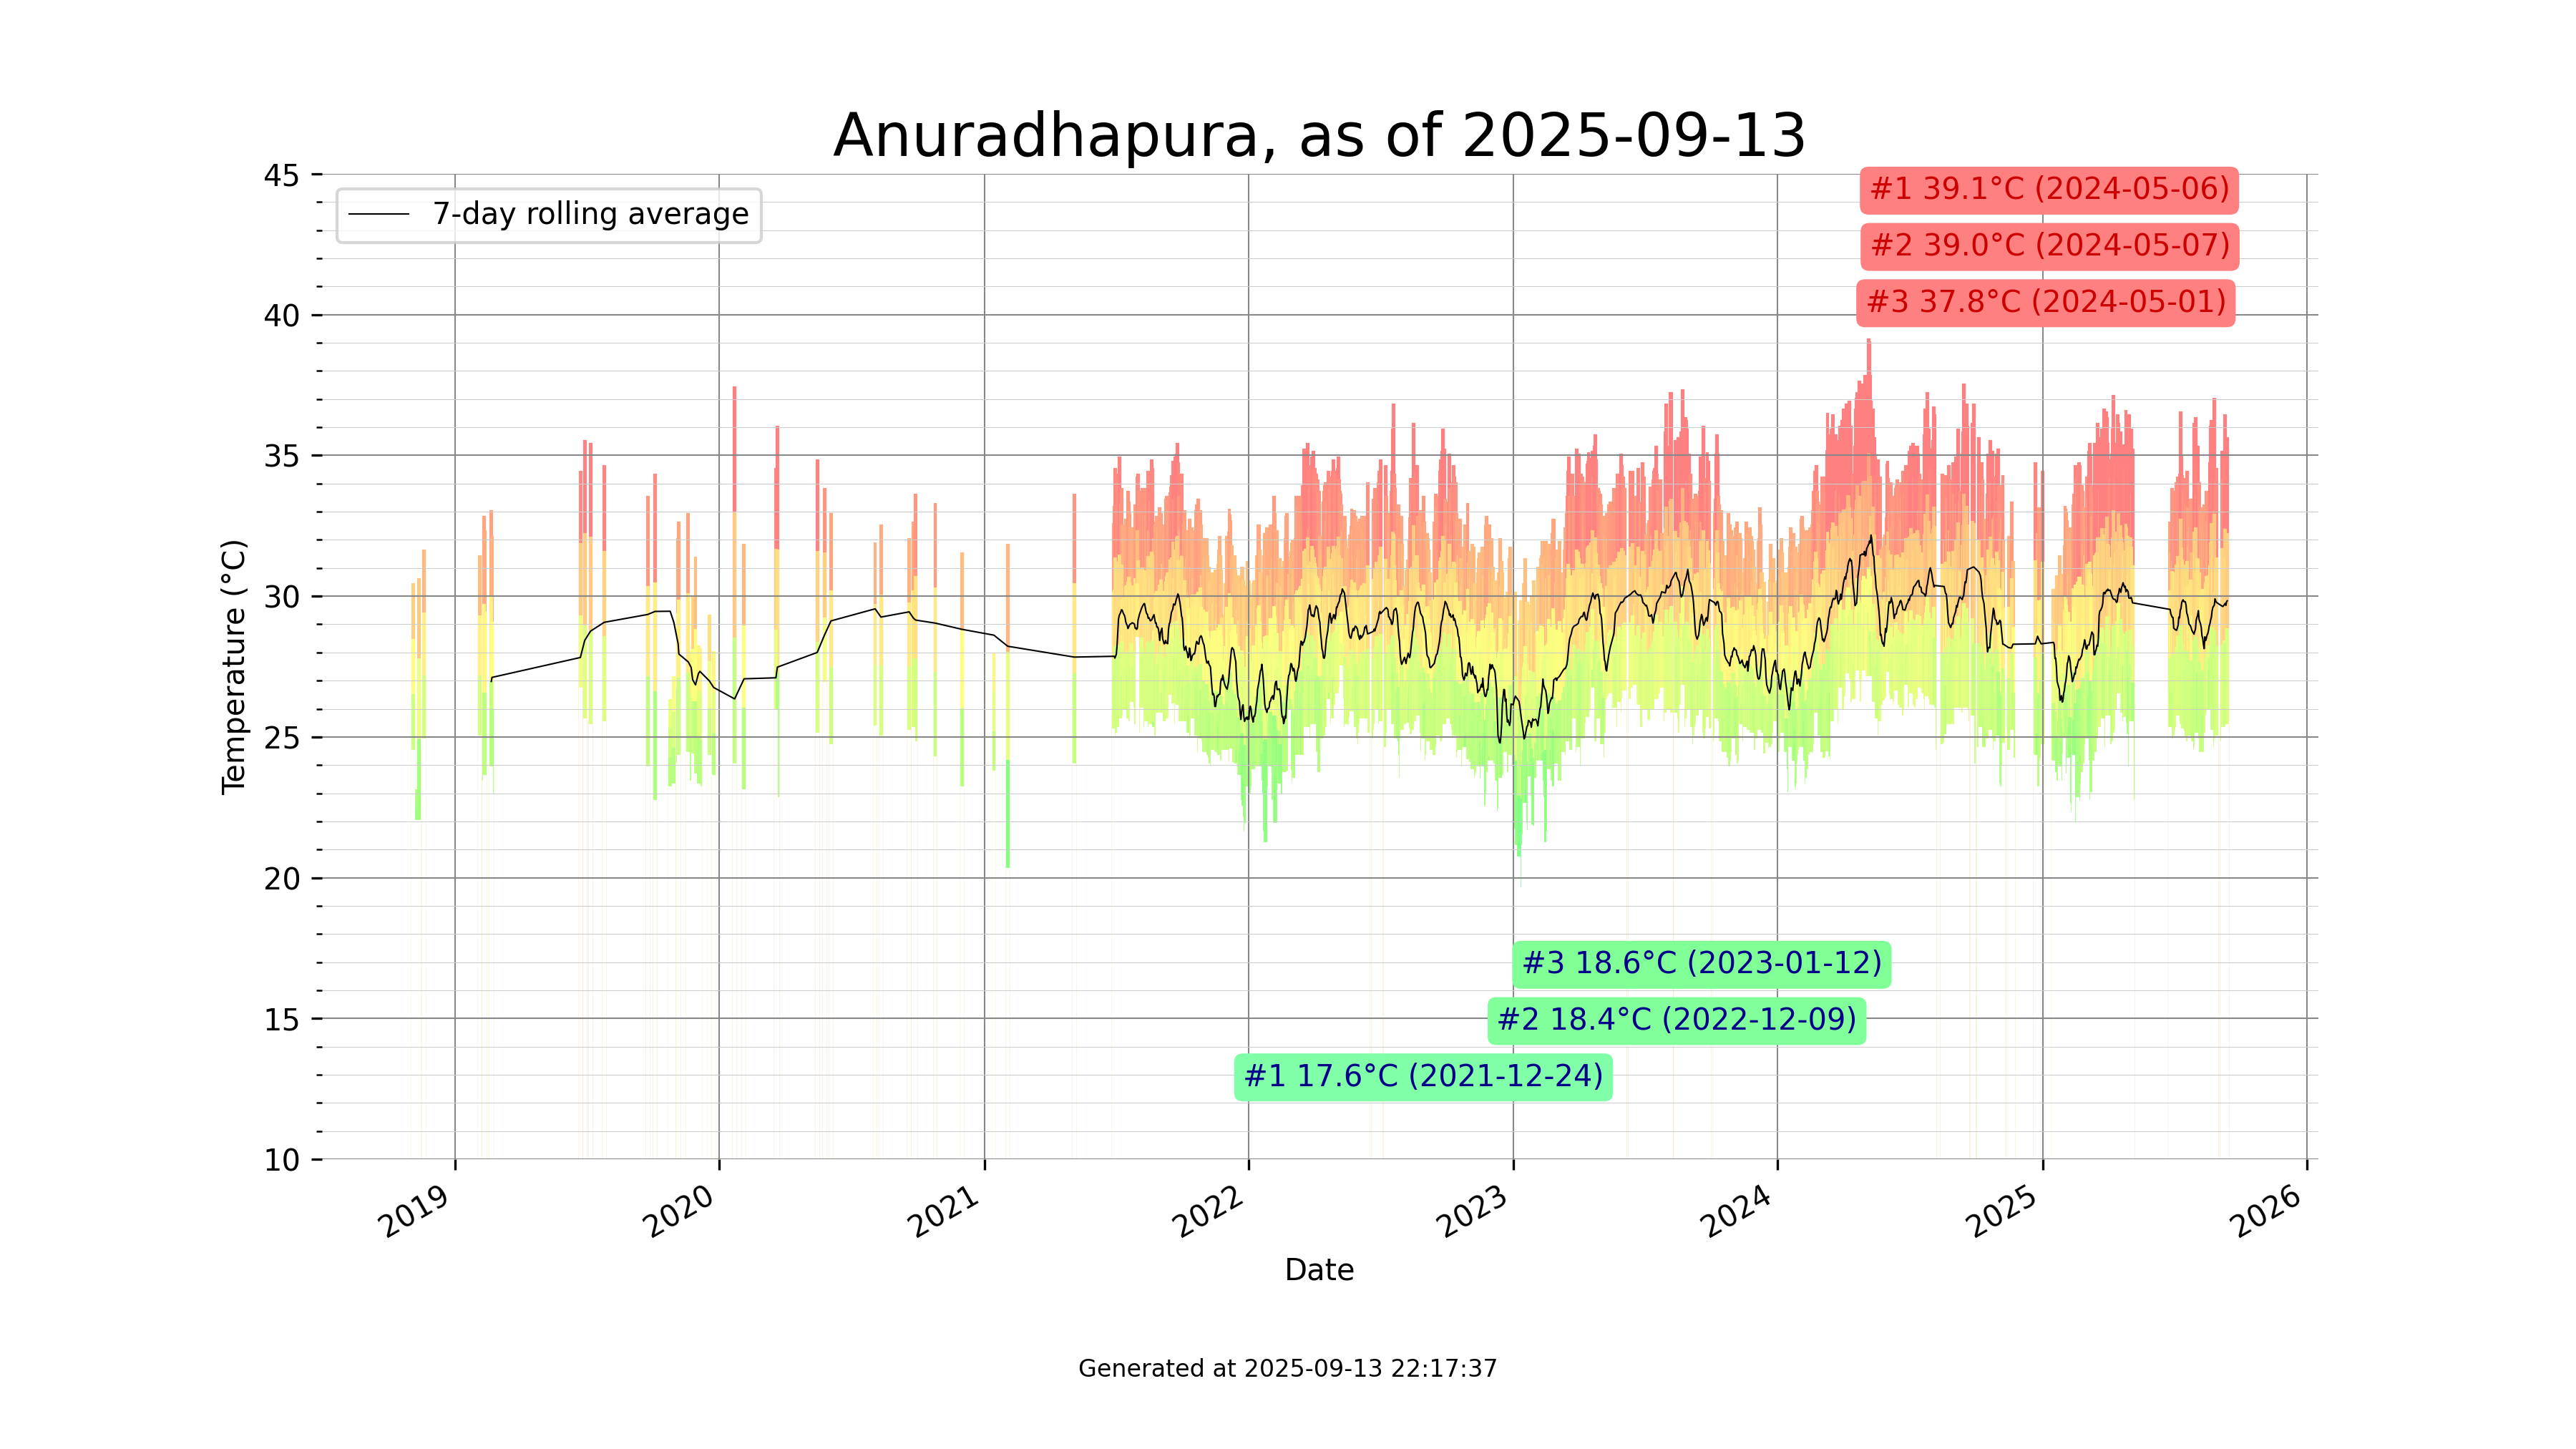 Anuradhapura, as of 2025-09-13
7-day rolling average
#1 39.1°C (2024-05-06)
#2 39.0°C (2024-05-07)
#3 37.8°C (2024-05-01)
45
40
35
30
25
20
15
10
Temperature (°C)
#3 18.6°C (2023-01-12)
#2 18.4°C (2022-12-09)
#1 17.6°C (2021-12-24)
2019
2020
2021
2022
2023
2024
2025
2026
Date
Generated at 2025-09-13 22:17:37